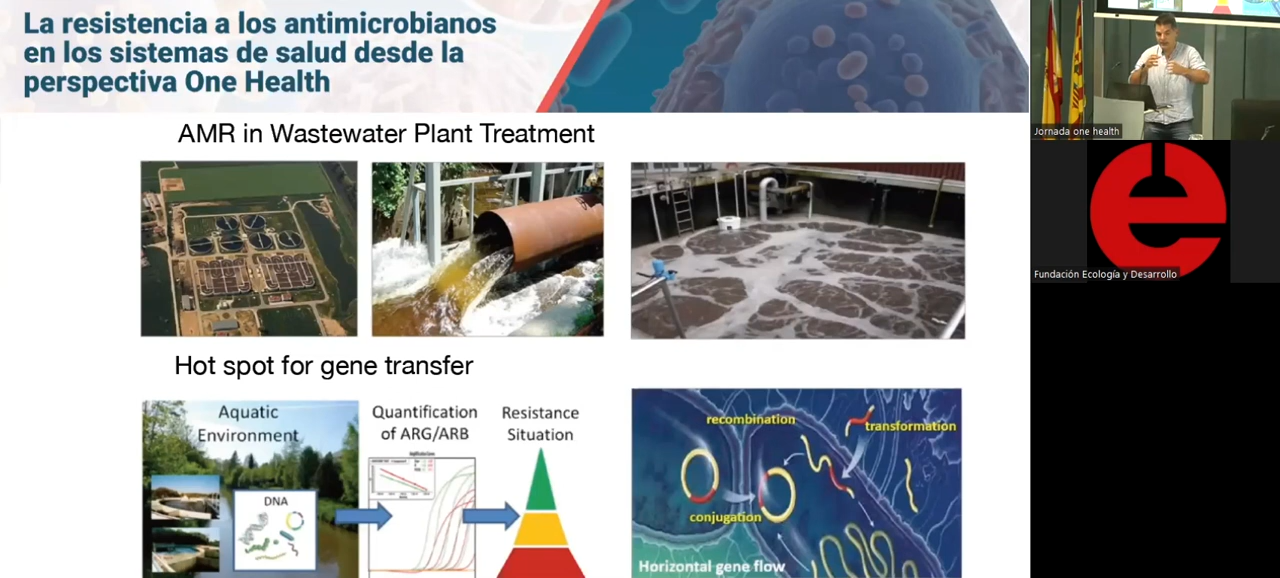 La resistencia a los antimicrobianos
en los sistemas de salud desde la
perspectiva One Health
AMR in Wastewater Plant Treatment
Hot spot for gene transfer
Aquatic
Environment
DNA
Quantification
of ARG/ARB
Resistance
Situation
recombination
transformation
conjugation
Horizontal gene flow
Jornada one health
Fundación Ecología y Desarrollo